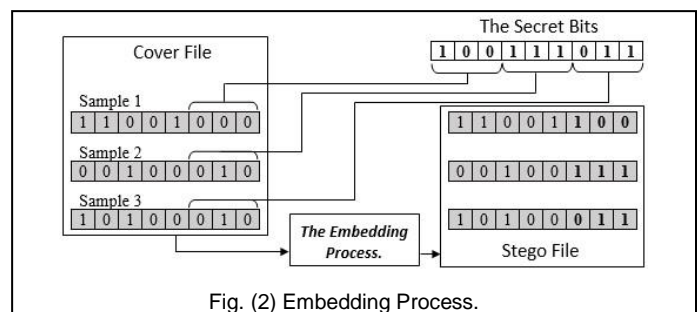 The Secret Bits
1 0 0 1 1 1 0 1 1
Cover File
Sample 1
1 1 0 0 1 0 0 0
Sample 2
0 0 1 0 0 0 1 0
Sample 3
1 0 1 0 0 0 1 0
1 1 0 0 1 1 0 0
0 0 1 0 0 1 1 1
1 0 1 0 0 0 1 1
Stego File
The Embedding
Process.
Fig. (2) Embedding Process.